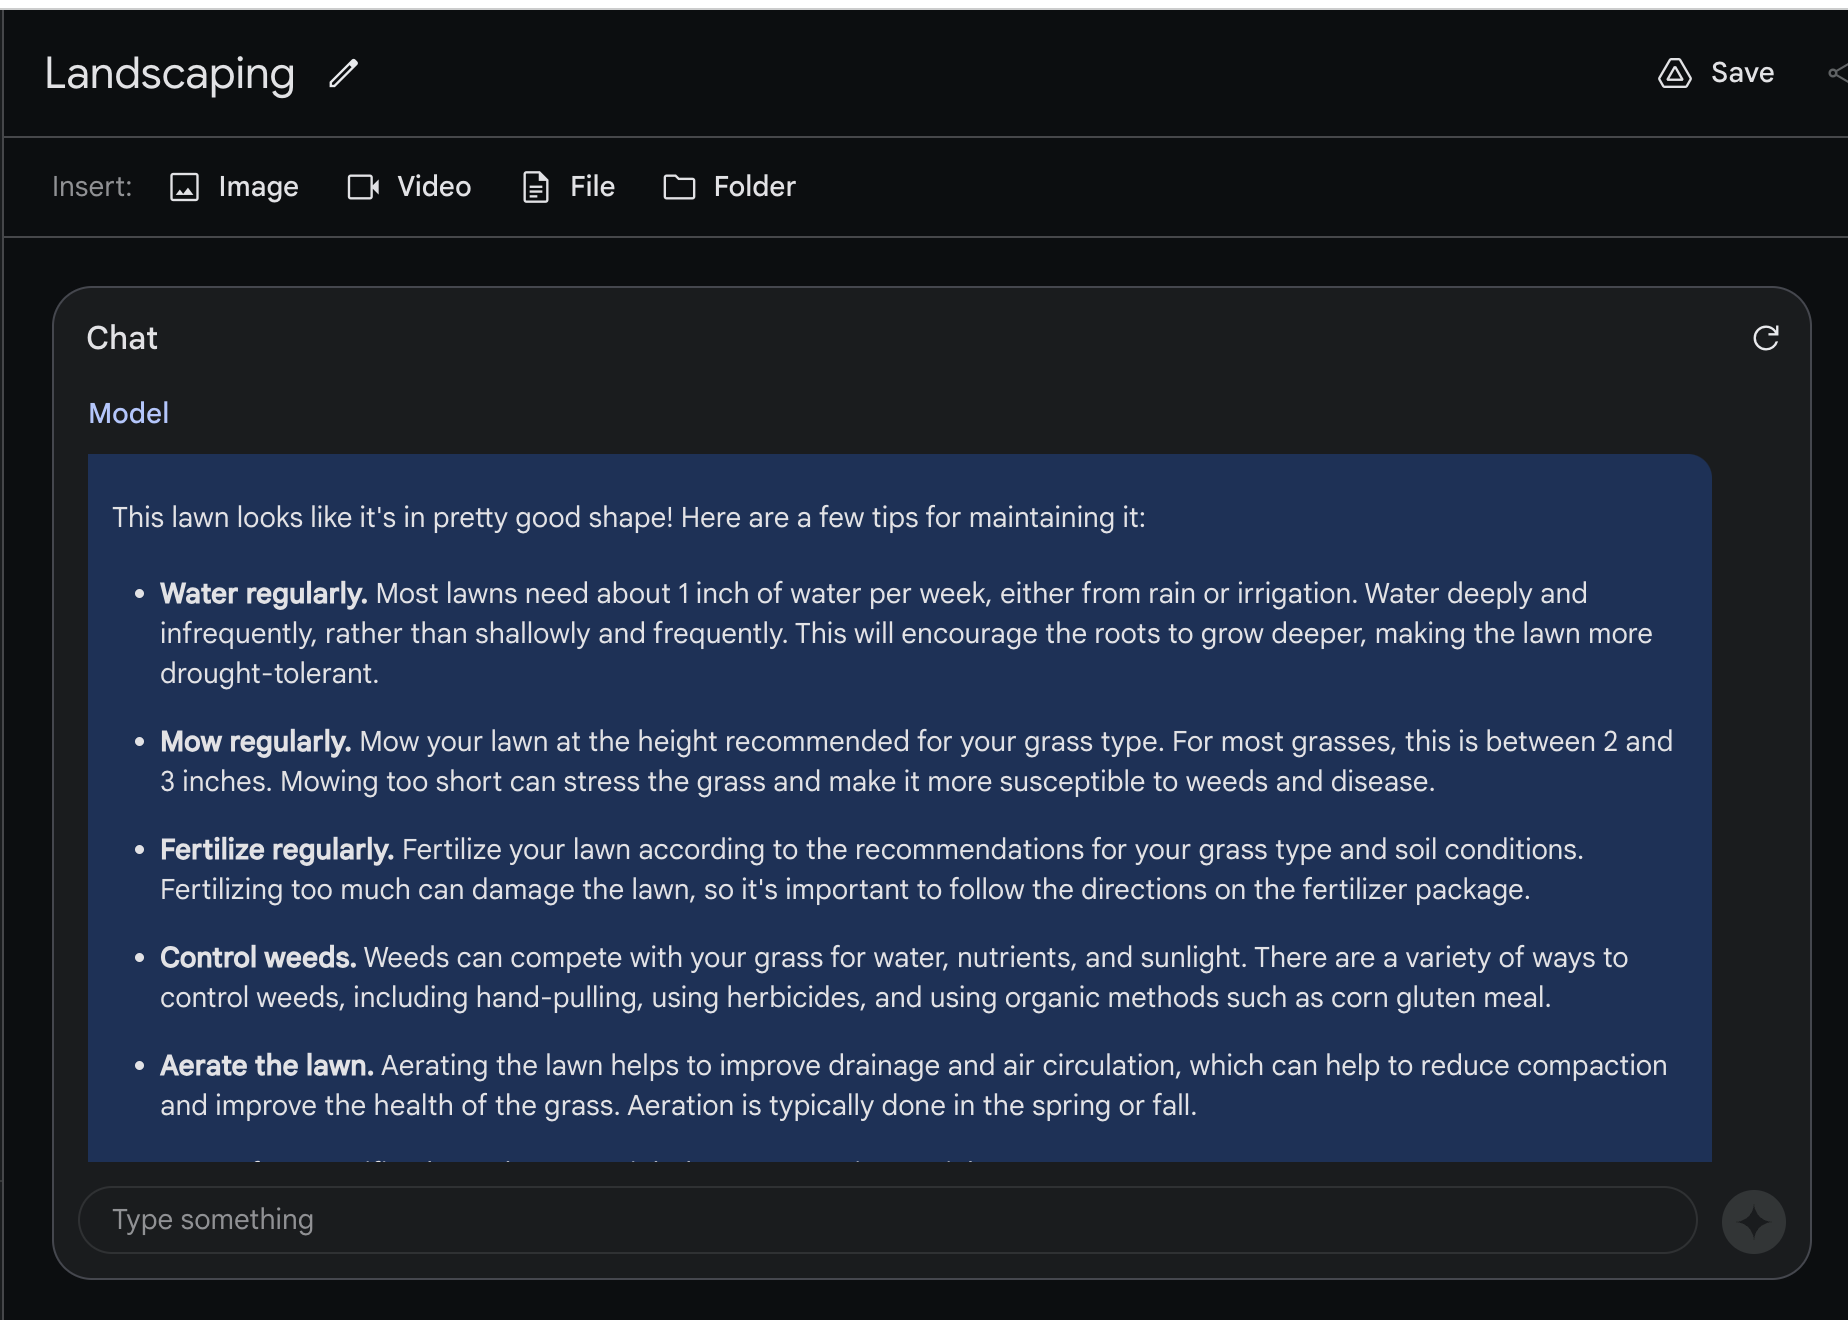 Landscaping
Save
Insert: Image Video File Folder
Chat
Model
This lawn looks like it's in pretty good shape! Here are a few tips for maintaining it:
• Water regularly. Most lawns need about 1 inch of water per week, either from rain or irrigation. Water deeply and
infrequently, rather than shallowly and frequently. This will encourage the roots to grow deeper, making the lawn more
drought-tolerant.
• Mow regularly. Mow your lawn at the height recommended for your grass type. For most grasses, this is between 2 and
3 inches. Mowing too short can stress the grass and make it more susceptible to weeds and disease.
• Fertilize regularly. Fertilize your lawn according to the recommendations for your grass type and soil conditions.
Fertilizing too much can damage the lawn, so it's important to follow the directions on the fertilizer package.
• Control weeds. Weeds can compete with your grass for water, nutrients, and sunlight. There are a variety of ways to
control weeds, including hand-pulling, using herbicides, and using organic methods such as corn gluten meal.
• Aerate the lawn. Aerating the lawn helps to improve drainage and air circulation, which can help to reduce compaction
and improve the health of the grass. Aeration is typically done in the spring or fall.
Type something